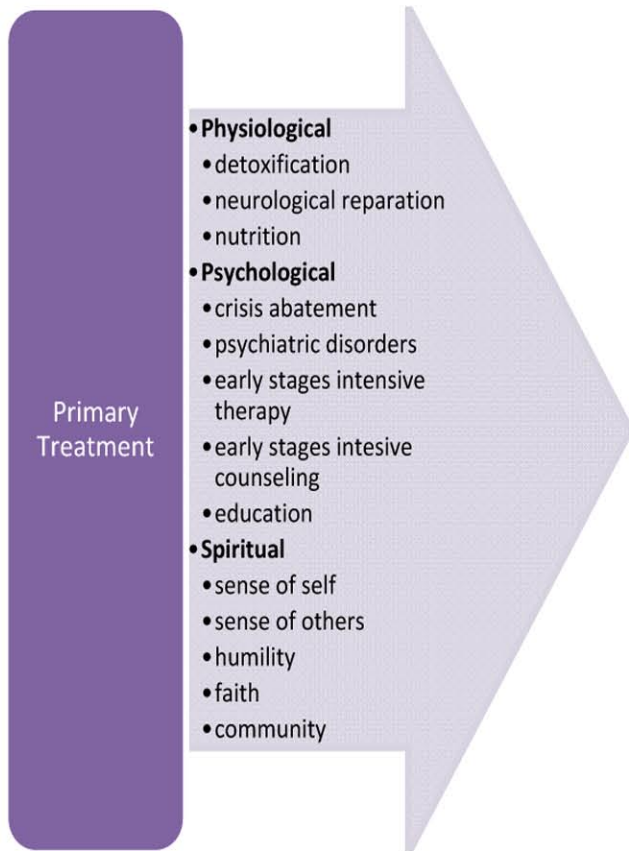 Primary
Treatment
•Physiological
•detoxification
•neurological reparation
•nutrition
•Psychological
•crisis abatement
•psychiatric disorders
•early stages intensive
therapy
•early stages intesive
counseling
•education
•Spiritual
•sense of self
•sense of others
•humility
•faith
•community